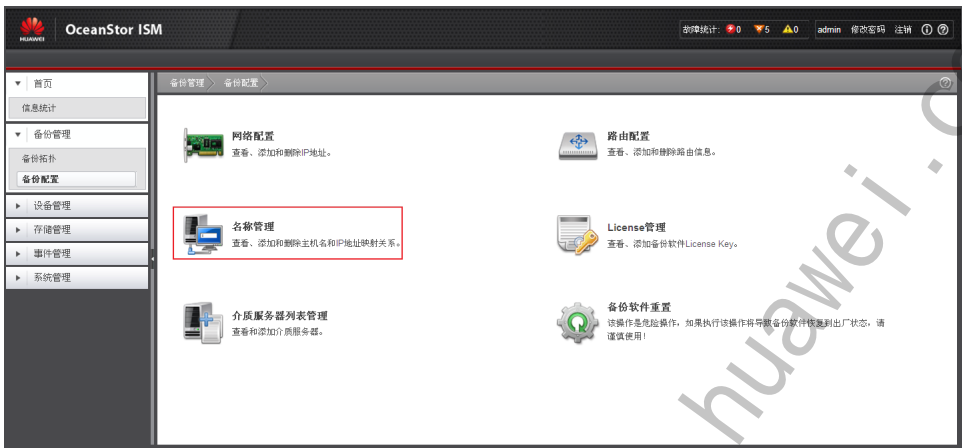 HUAWEI
OceanStor ISM
故障统计: 0 5 0 admin 修改密码 注销
首页
信息统计
备份管理
备份拓扑
备份配置
设备管理
存储管理
事件管理
系统管理
备份管理 备份配置
网络配置
查看、添加和删除IP地址。
路由配置
查看、添加和删除路由信息。
名称管理
查看、添加和删除主机名和IP地址映射关系。
License管理
查看、添加备份软件License Key。
介质服务器列表管理
查看和添加介质服务器。
备份软件重置
该操作是危险操作，如果执行该操作将导致备份软件恢复到出厂状态，请
谨慎使用！
huawei.